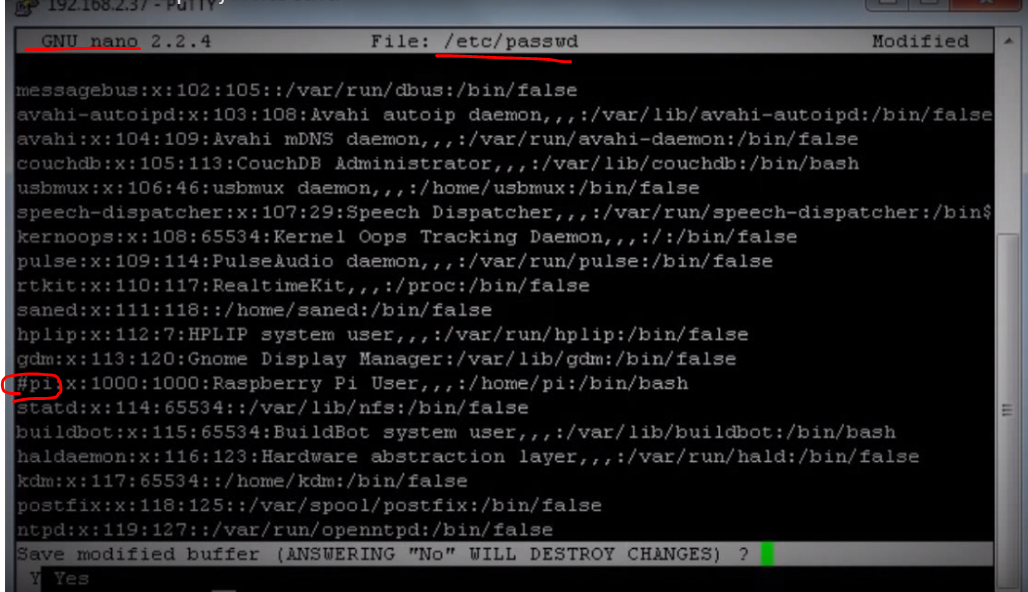 192.168.2.37 - PuTTY
GNU nano 2.2.4 File: /etc/passwd Modified
messagebus:x:102:105::/var/run/dbus:/bin/false
avahi-autoipd:x:103:108:Avahi autoip daemon,,,:/var/lib/avahi-autoipd:/bin/false
avahi:x:104:109:Avahi mDNS daemon,,,:/var/run/avahi-daemon:/bin/false
couchdb:x:105:113:CouchDB Administrator,,,:/var/lib/couchdb:/bin/bash
usbmux:x:106:46:usbmux daemon,,,:/home/usbmux:/bin/false
speech-dispatcher:x:107:29:Speech Dispatcher,,,:/var/run/speech-dispatcher:/bin$
kernoops:x:108:65534:Kernel Oops Tracking Daemon,,,:/:/bin/false
pulse:x:109:114:PulseAudio daemon,,,:/var/run/pulse:/bin/false
rtkit:x:110:117:RealtimeKit,,,:/proc:/bin/false
saned:x:111:118::/home/saned:/bin/false
hplip:x:112:7:HPLIP system user,,,:/var/run/hplip:/bin/false
gdm:x:113:120:Gnome Display Manager:/var/lib/gdm:/bin/false
#pi:x:1000:1000:Raspberry Pi User,,,:/home/pi:/bin/bash
statd:x:114:65534::/var/lib/nfs:/bin/false
buildbot:x:115:65534:BuildBot system user,,,:/var/lib/buildbot:/bin/bash
haldaemon:x:116:123:Hardware abstraction layer,,,:/var/run/hald:/bin/false
kdm:x:117:65534::/home/kdm:/bin/false
postfix:x:118:125::/var/spool/postfix:/bin/false
ntpd:x:119:127::/var/run/openntpd:/bin/false
Save modified buffer (ANSWERING "No" WILL DESTROY CHANGES) ?
Y Yes